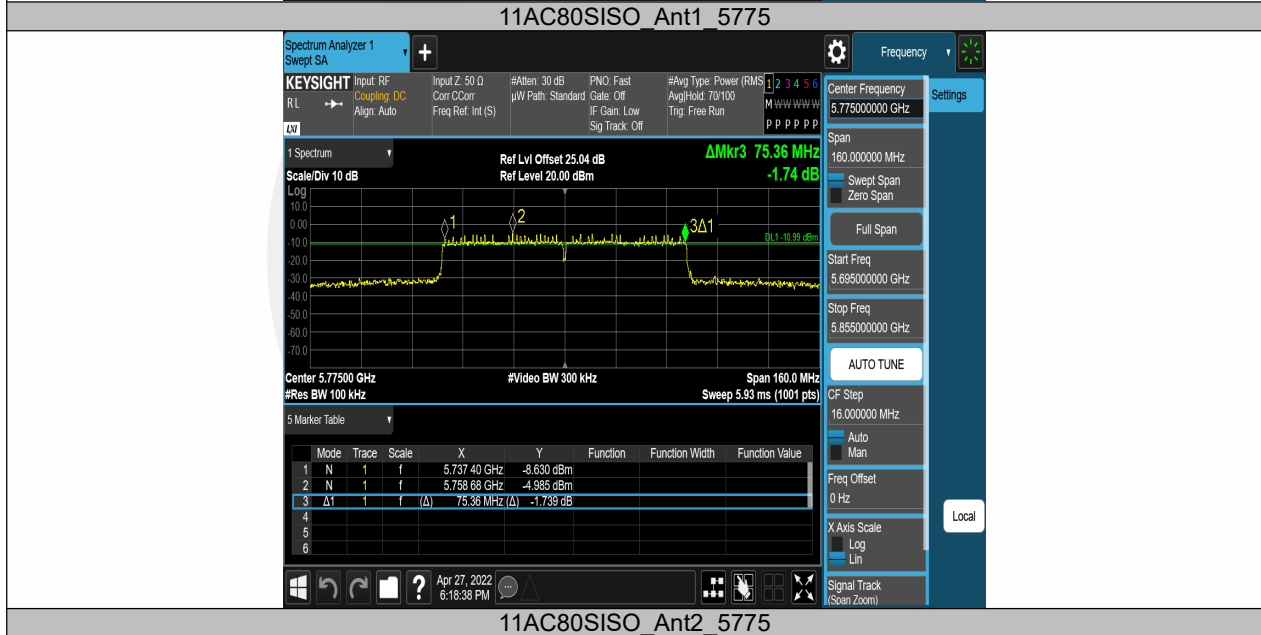 11AC80SISO_Ant1_5775
Spectrum Analyzer 1
Swept SA
+
Frequency
KEYSIGHT
RL
LXI
Input: RF
Coupling: DC
Align: Auto
Input Z: 50 Ω
Corr CCorr
Freq Ref: Int (S)
#Atten: 30 dB
µW Path: Standard
PNO: Fast
Gate: Off
IF Gain: Low
Sig Track: Off
#Avg Type: Power (RMS
Avg|Hold: 70/100
Trig: Free Run
1 2 3 4 5 6
M W W W W W
P P P P P P
Center Frequency
5.775000000 GHz
Settings
Span
160.000000 MHz
Swept Span
Zero Span
Full Span
Start Freq
5.695000000 GHz
Stop Freq
5.855000000 GHz
AUTO TUNE
CF Step
16.000000 MHz
Auto
Man
Freq Offset
0 Hz
X Axis Scale
Log
Lin
Signal Track
(Span Zoom)
Local
1 Spectrum
Scale/Div 10 dB
Ref Lvl Offset 25.04 dB
Ref Level 20.00 dBm
ΔMkr3 75.36 MHz
-1.74 dB
Log
10.0
0.00
-10.0
-20.0
-30.0
-40.0
-50.0
-60.0
-70.0
1
2
3Δ1
DL1 -10.99 dBm
Center 5.77500 GHz
#Video BW 300 kHz
Span 160.0 MHz
#Res BW 100 kHz
Sweep 5.93 ms (1001 pts)
5 Marker Table
Mode Trace Scale X Y Function Function Width Function Value
1 N 1 f 5.737 40 GHz -8.630 dBm
2 N 1 f 5.758 68 GHz -4.985 dBm
3 Δ1 1 f (Δ) 75.36 MHz (Δ) -1.739 dB
4
5
6
?
Apr 27, 2022
6:18:38 PM
11AC80SISO_Ant2_5775